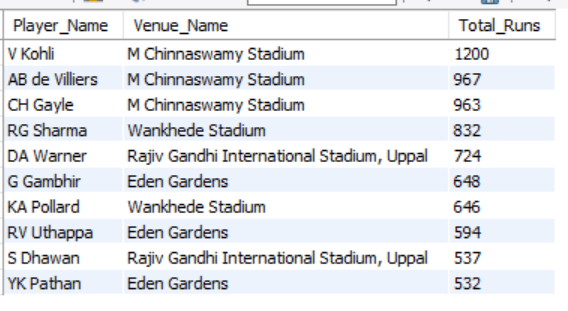 Player_Name Venue_Name Total_Runs
V Kohli M Chinnaswamy Stadium 1200
AB de Villiers M Chinnaswamy Stadium 967
CH Gayle M Chinnaswamy Stadium 963
RG Sharma Wankhede Stadium 832
DA Warner Rajiv Gandhi International Stadium, Uppal 724
G Gambhir Eden Gardens 648
KA Pollard Wankhede Stadium 646
RV Uthappa Eden Gardens 594
S Dhawan Rajiv Gandhi International Stadium, Uppal 537
YK Pathan Eden Gardens 532